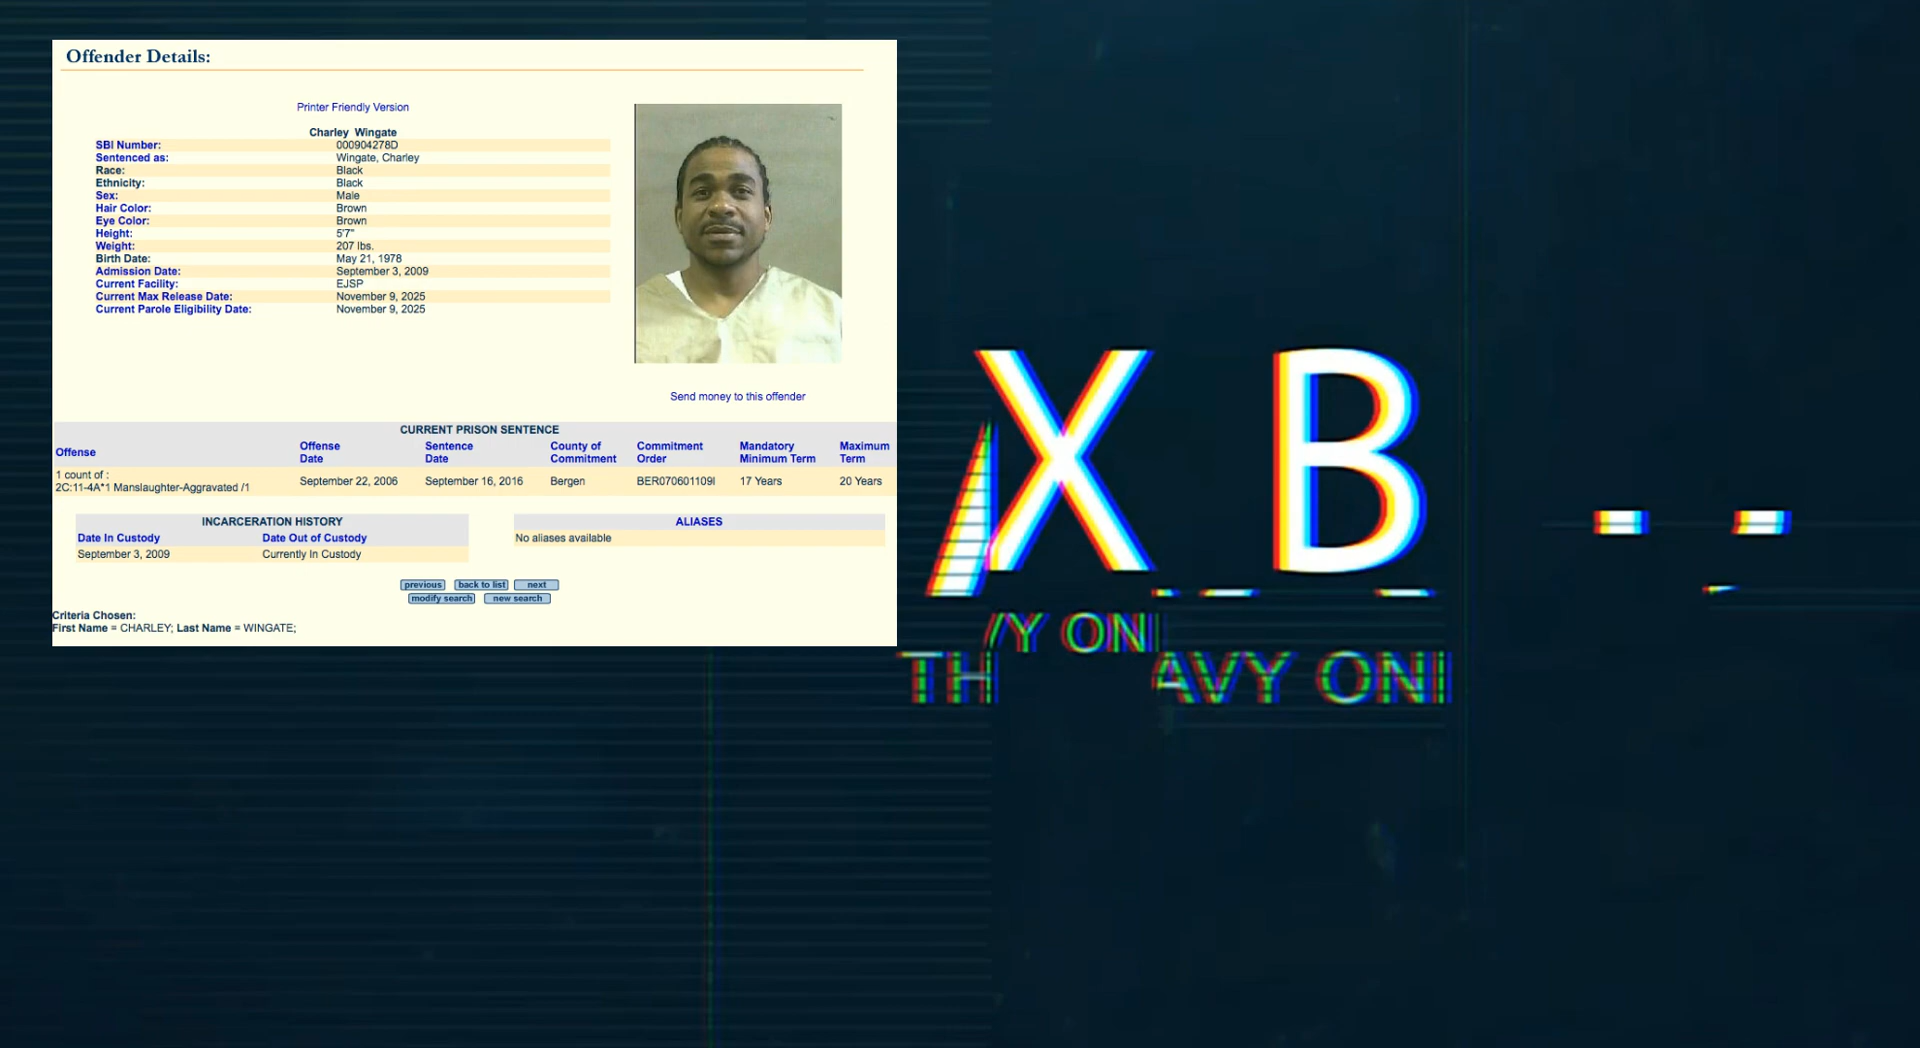 Offender Details:
Printer Friendly Version
Charley Wingate
SBI Number: 000904278D
Sentenced as: Wingate, Charley
Race: Black
Ethnicity: Black
Sex: Male
Hair Color: Brown
Eye Color: Brown
Height: 5'7"
Weight: 207 lbs.
Birth Date: May 21, 1978
Admission Date: September 3, 2009
Current Facility: EJSP
Current Max Release Date: November 9, 2025
Current Parole Eligibility Date: November 9, 2025
Send money to this offender
CURRENT PRISON SENTENCE
Offense Offense Date Sentence Date County of Commitment Commitment Order Mandatory Minimum Term Maximum Term
1 count of :
2C:11-4A*1 Manslaughter-Aggravated /1 September 22, 2006 September 16, 2016 Bergen BER070601109I 17 Years 20 Years
INCARCERATION HISTORY
Date In Custody Date Out of Custody
September 3, 2009 Currently In Custody
ALIASES
No aliases available
previous back to list next
modify search new search
Criteria Chosen:
First Name = CHARLEY; Last Name = WINGATE;
X B